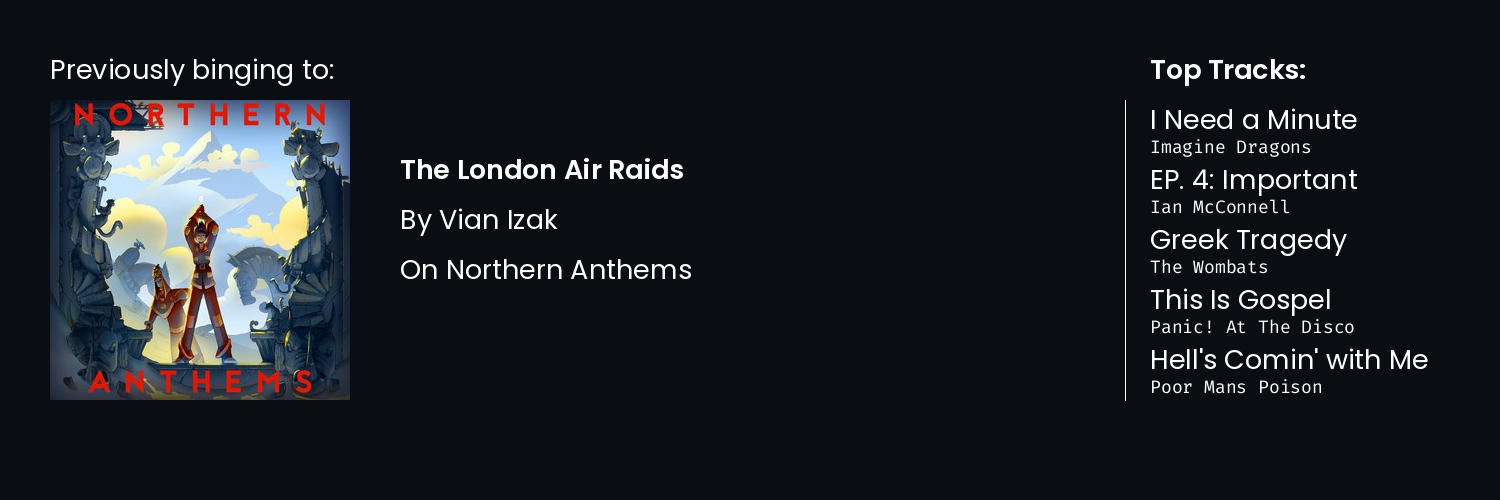 Previously binging to:
NORTHERN
ANTHEMS
The London Air Raids
By Vian Izak
On Northern Anthems
Top Tracks:
I Need a Minute
Imagine Dragons
EP. 4: Important
Ian McConnell
Greek Tragedy
The Wombats
This Is Gospel
Panic! At The Disco
Hell's Comin' with Me
Poor Mans Poison